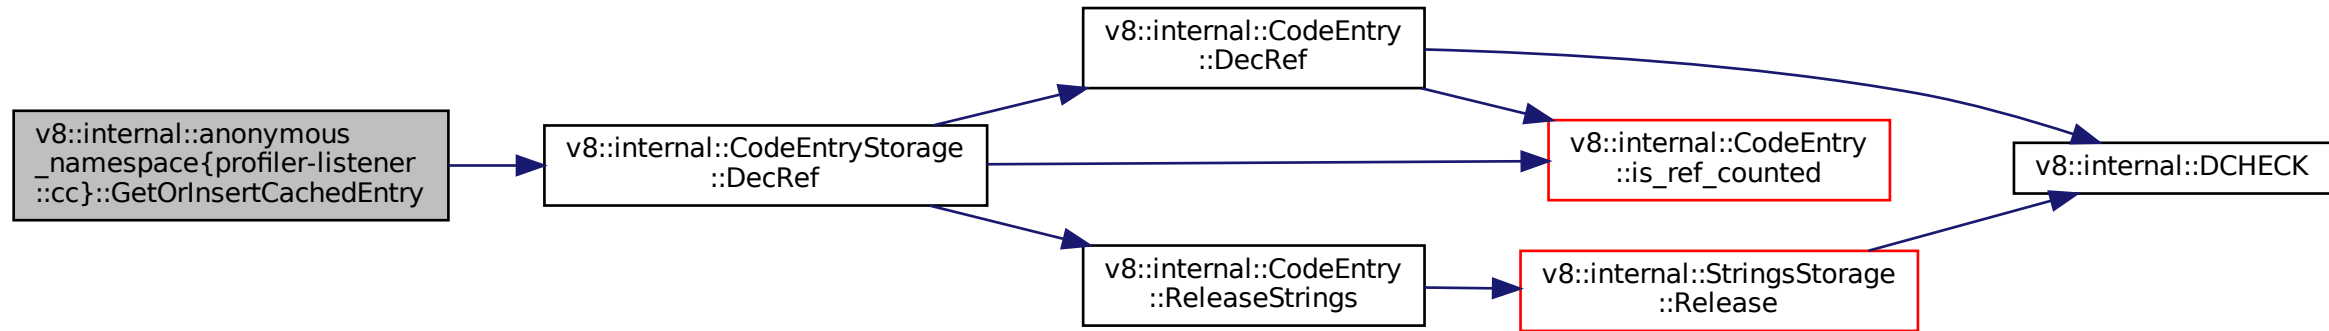 v8::internal::anonymous
_namespace{profiler-listener
::cc}::GetOrInsertCachedEntry
v8::internal::CodeEntryStorage
::DecRef
v8::internal::CodeEntry
::DecRef
v8::internal::CodeEntry
::is_ref_counted
v8::internal::DCHECK
v8::internal::CodeEntry
::ReleaseStrings
v8::internal::StringsStorage
::Release